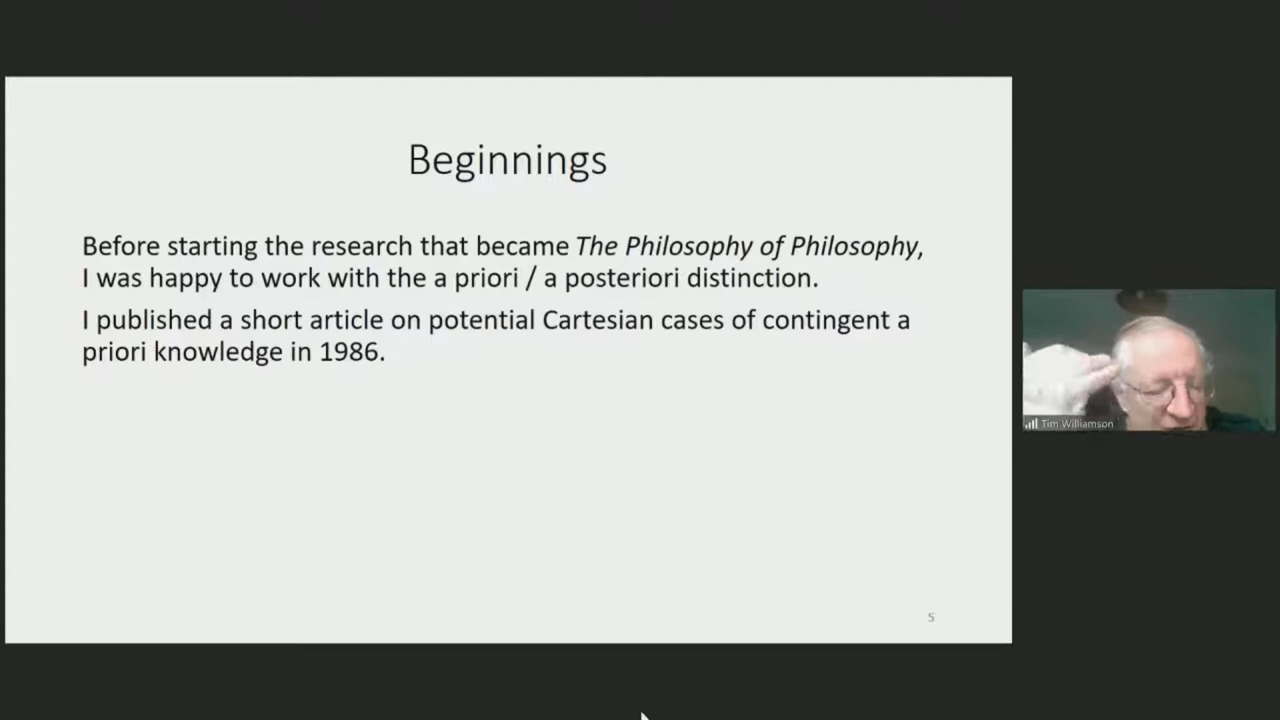 Beginnings
Before starting the research that became The Philosophy of Philosophy,
I was happy to work with the a priori / a posteriori distinction.
I published a short article on potential Cartesian cases of contingent a
priori knowledge in 1986.
Tim Williamson
5